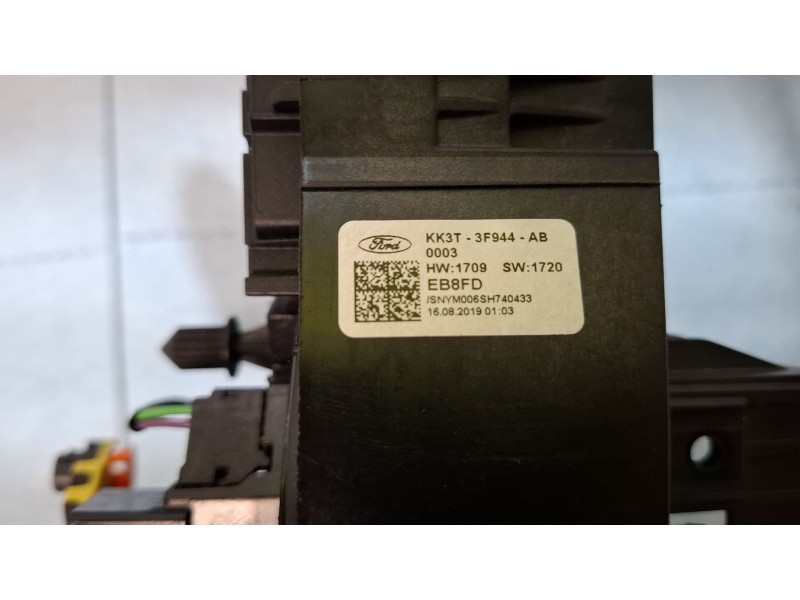 Ford
KK3T - 3F944 - AB
0003
HW:1709 SW:1720
EB8FD
/SNYM006SH740433
16.08.2019 01:03